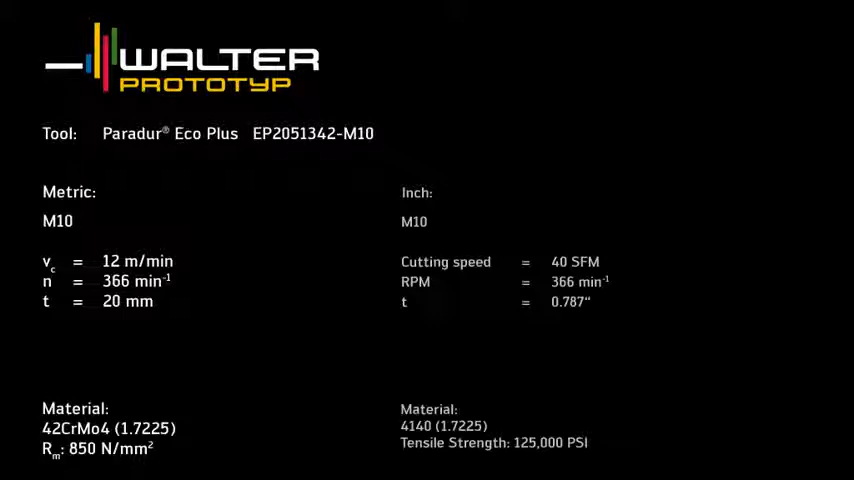 WALTER
PROTOTYP
Tool: Paradur® Eco Plus EP2051342-M10
Metric:
M10
vc = 12 m/min
n = 366 min⁻¹
t = 20 mm
Material:
42CrMo4 (1.7225)
Rm: 850 N/mm²
Inch:
M10
Cutting speed = 40 SFM
RPM = 366 min⁻¹
t = 0.787“
Material:
4140 (1.7225)
Tensile Strength: 125,000 PSI